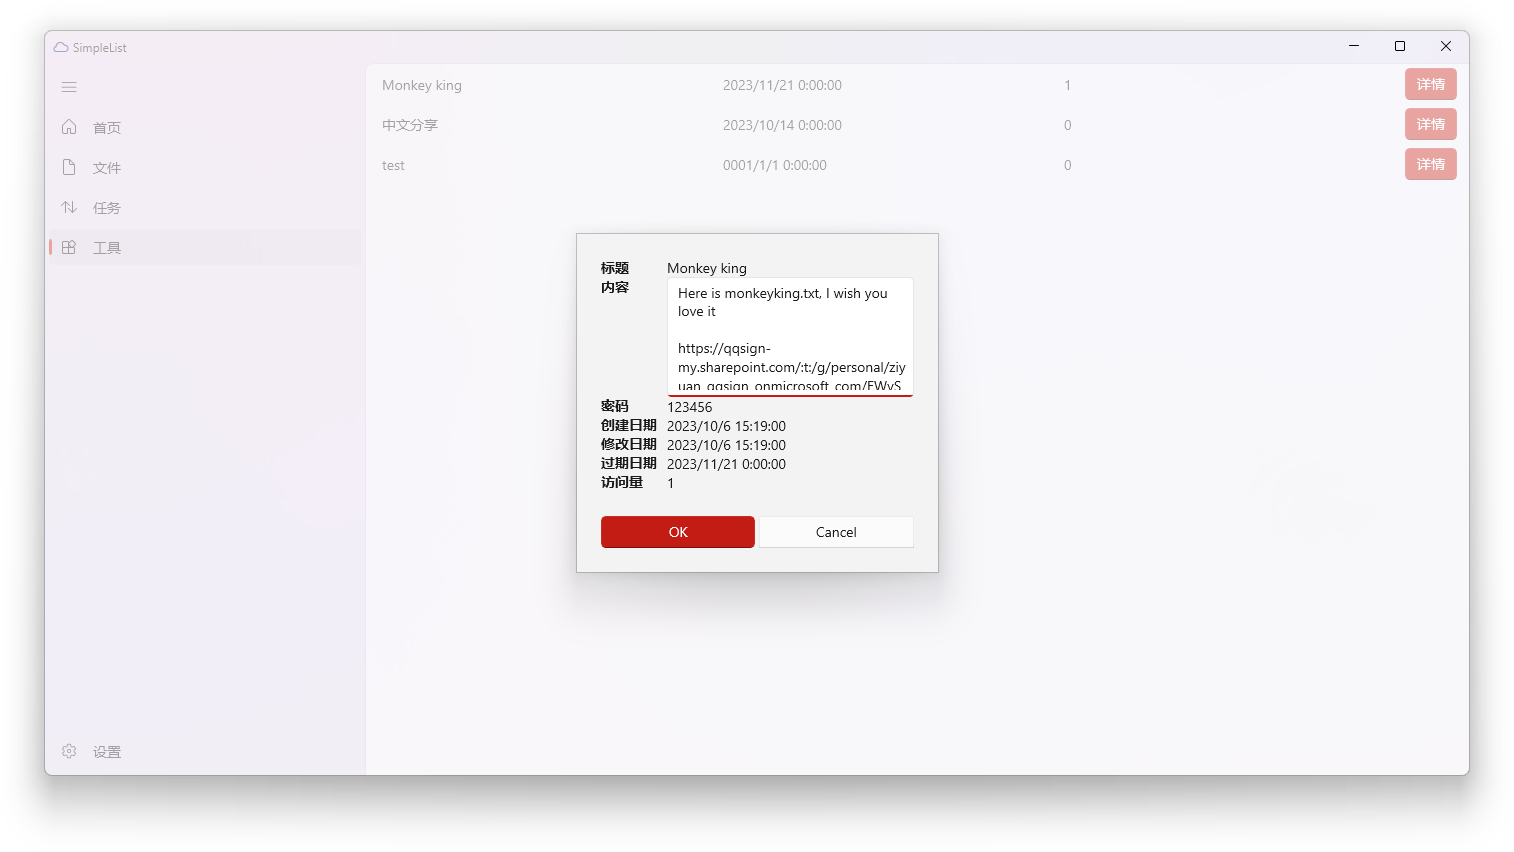 SimpleList
Monkey king 2023/11/21 0:00:00 1 详情
首页
中文分享 2023/10/14 0:00:00 0 详情
文件
test 0001/1/1 0:00:00 0 详情
任务
工具
设置
标题 Monkey king
内容 Here is monkeyking.txt, I wish you
love it
https://qqsign-
my.sharepoint.com/:t:/g/personal/ziy
uan_qqsign_onmicrosoft_com/EWvS
密码 123456
创建日期 2023/10/6 15:19:00
修改日期 2023/10/6 15:19:00
过期日期 2023/11/21 0:00:00
访问量 1
OK Cancel